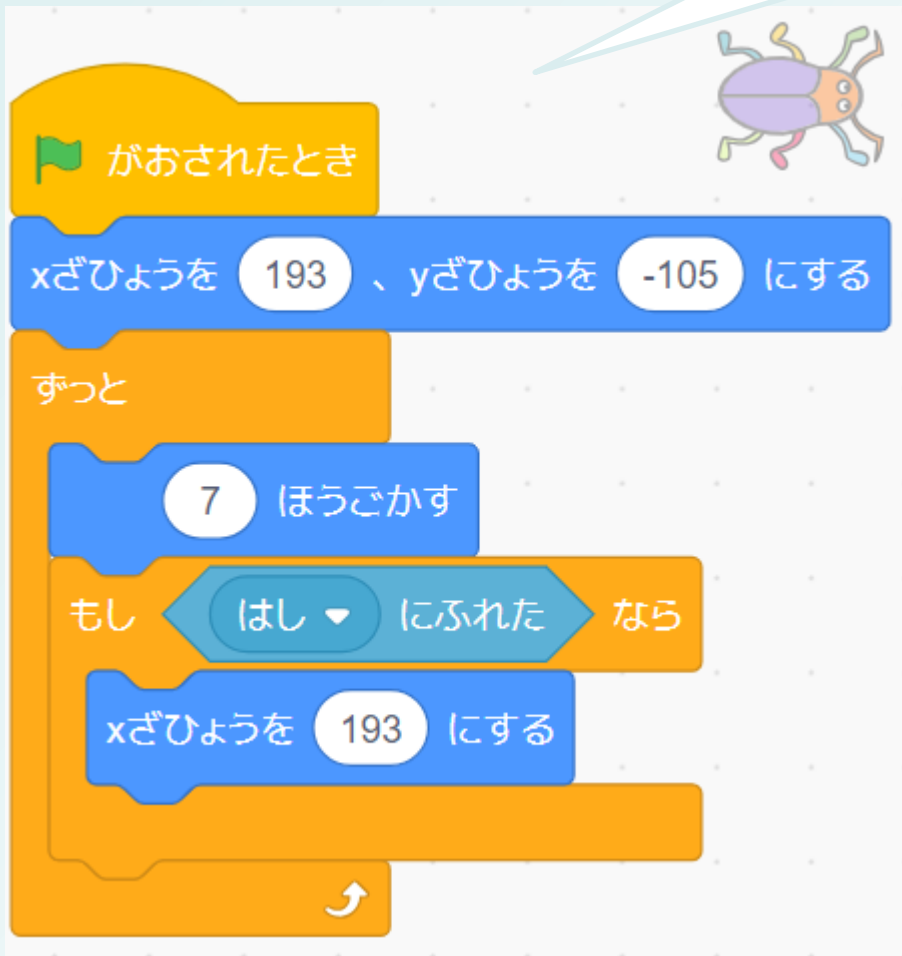 がおされたとき
xざひょうを 193 、yざひょうを -105 にする
ずっと
7 ほうごかす
もし はし にふれた なら
xざひょうを 193 にする